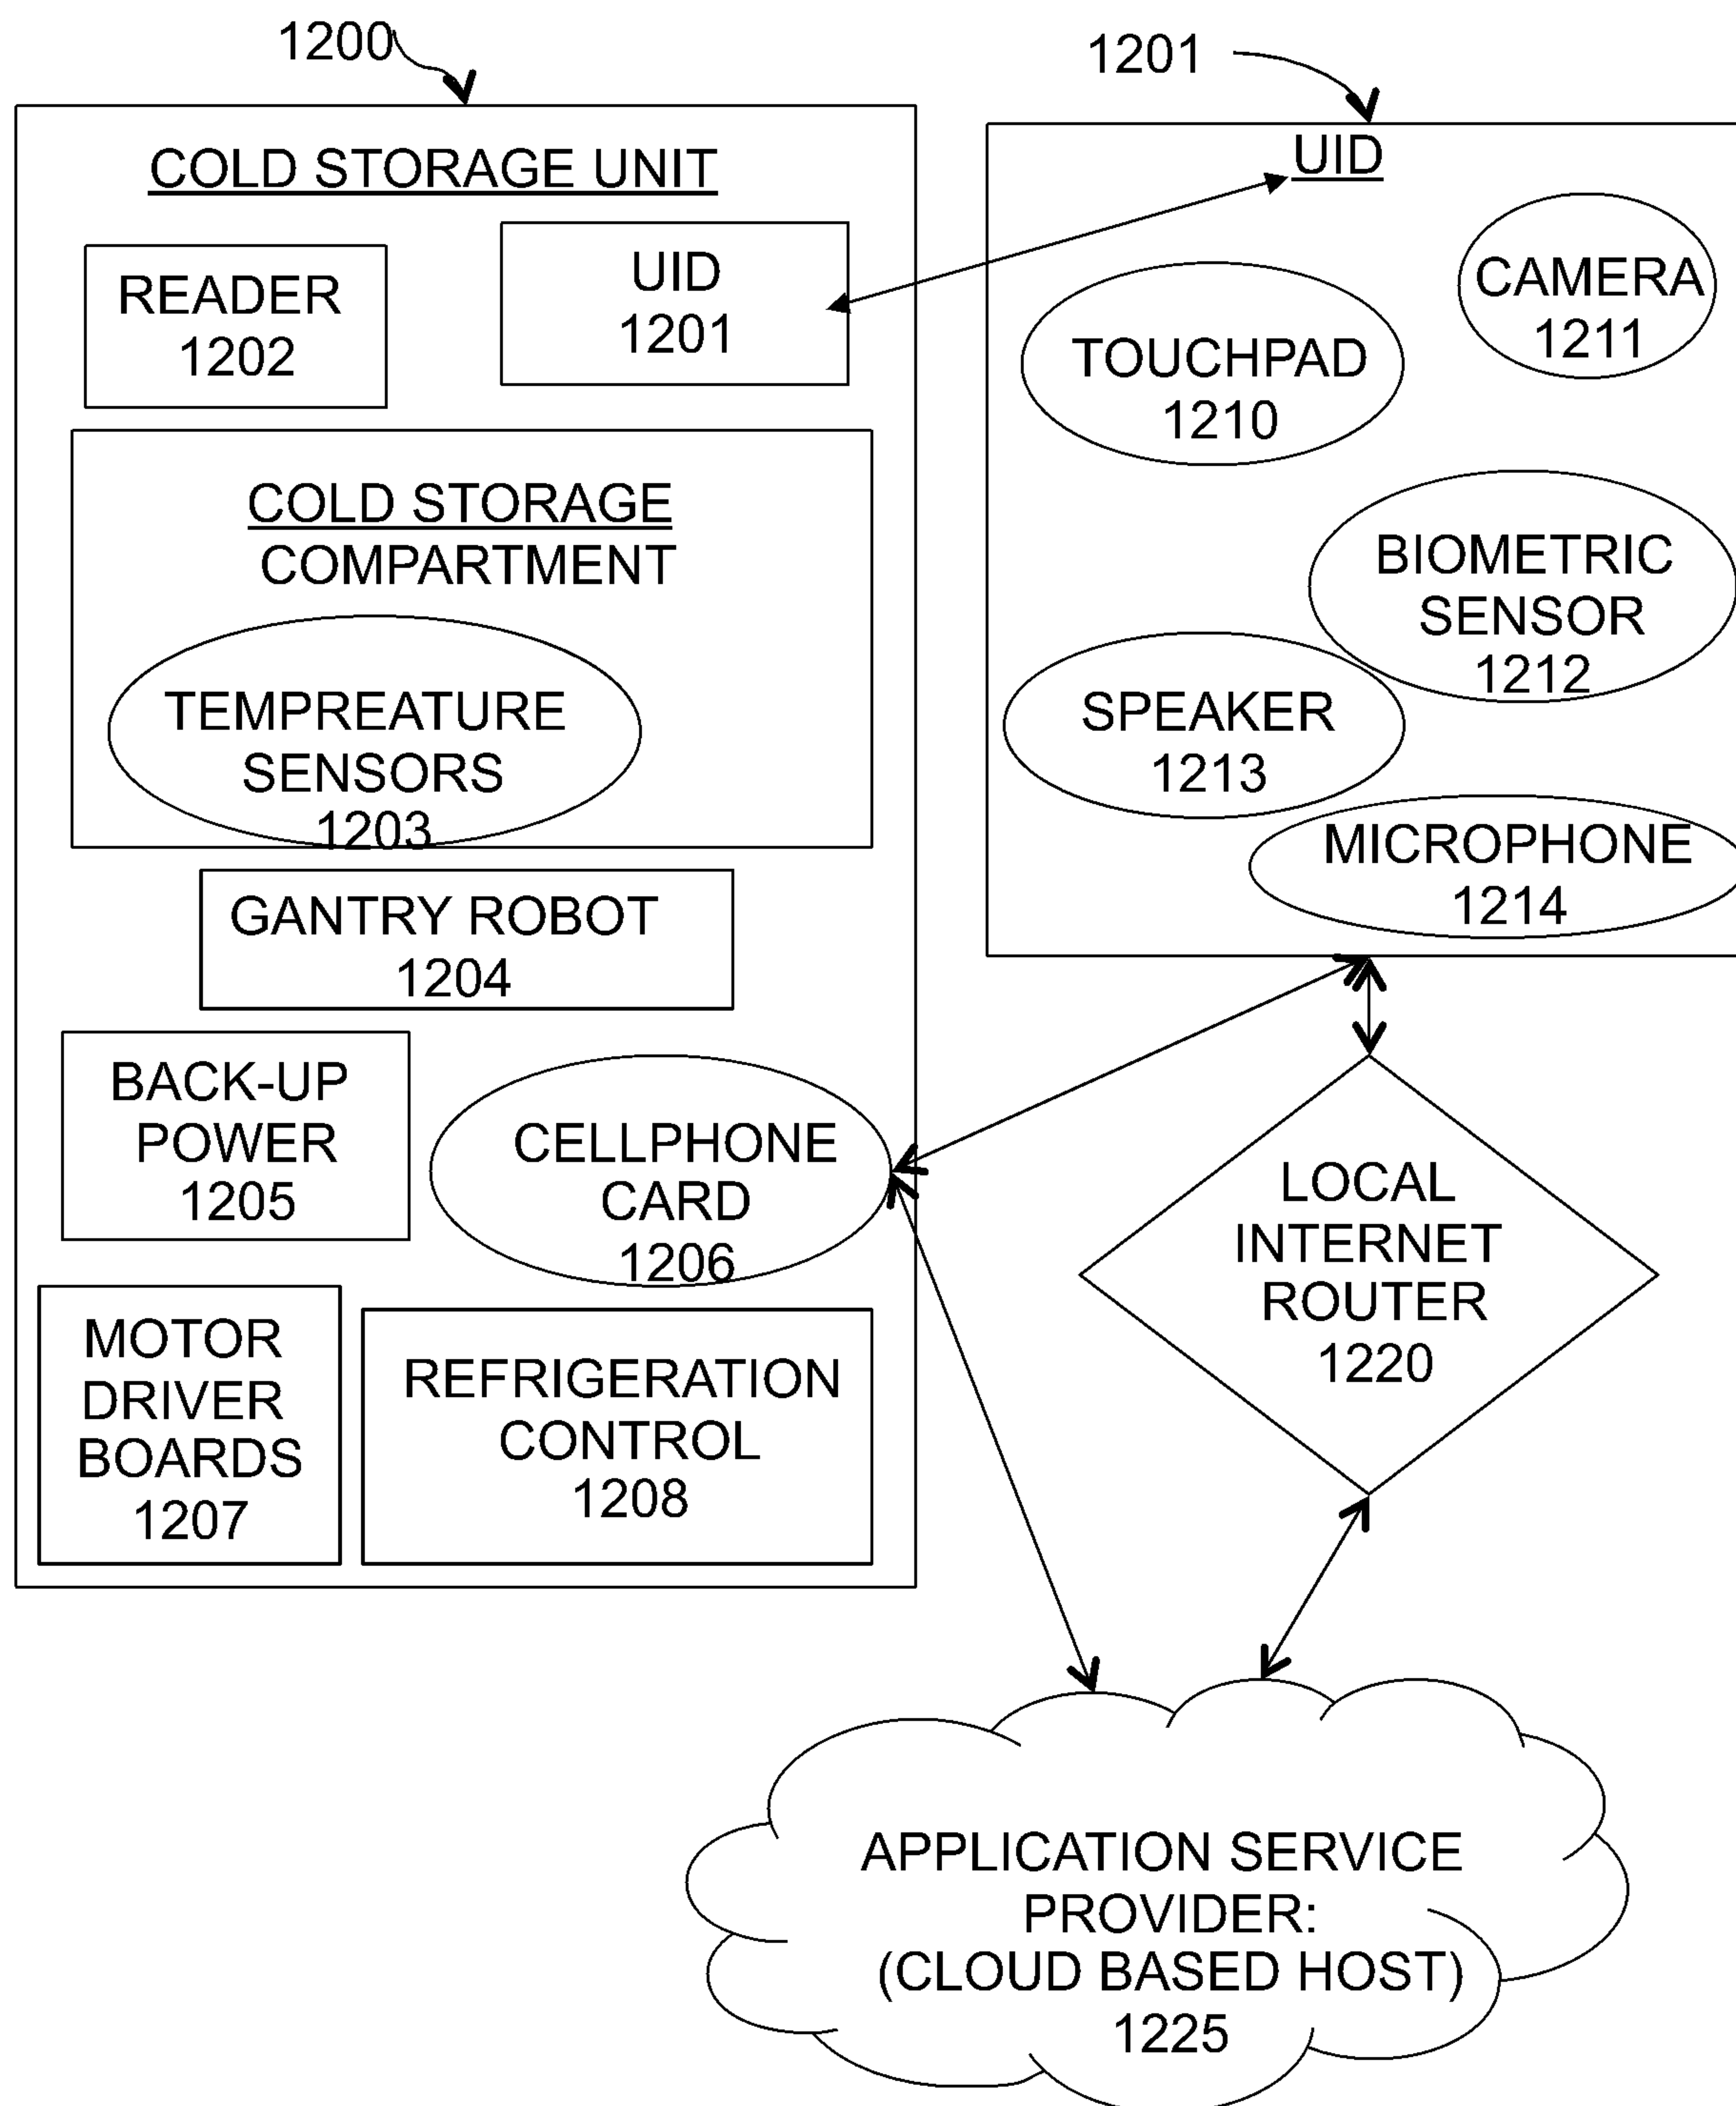 1200
1201
COLD STORAGE UNIT
READER
1202
UID
1201
COLD STORAGE
COMPARTMENT
TEMPREATURE
SENSORS
1203
GANTRY ROBOT
1204
BACK-UP
POWER
1205
CELLPHONE
CARD
1206
MOTOR
DRIVER
BOARDS
1207
REFRIGERATION
CONTROL
1208
UID
CAMERA
1211
TOUCHPAD
1210
BIOMETRIC
SENSOR
1212
SPEAKER
1213
MICROPHONE
1214
LOCAL
INTERNET
ROUTER
1220
APPLICATION SERVICE
PROVIDER:
(CLOUD BASED HOST)
1225